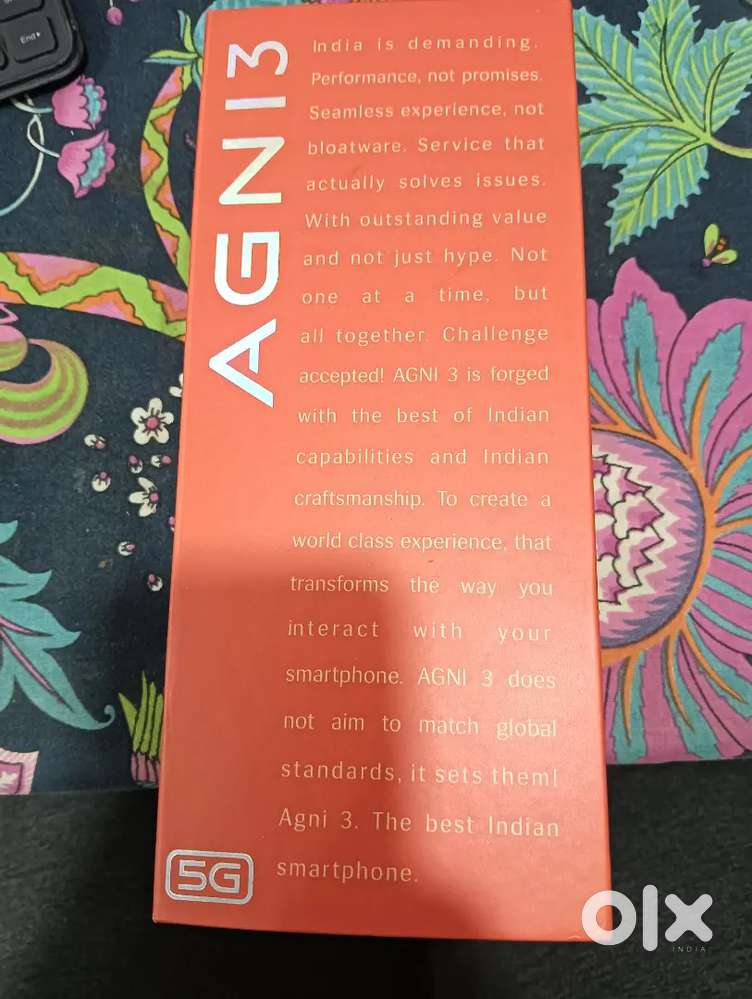 End
AGNI 3
India is demanding.
Performance, not promises.
Seamless experience, not
bloatware. Service that
actually solves issues.
With outstanding value
and not just hype. Not
one at a time, but
all together. Challenge
accepted! AGNI 3 is forged
with the best of Indian
capabilities and Indian
craftsmanship. To create a
world class experience, that
transforms the way you
interact with your
smartphone. AGNI 3 does
not aim to match global
standards, it sets them!
Agni 3. The best Indian
smartphone.
5G
olx
INDIA